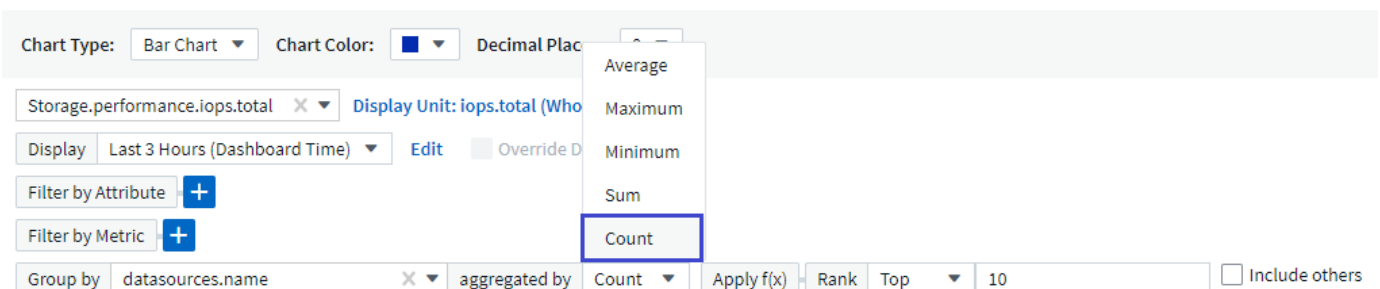 Chart Type: Bar Chart Chart Color: Decimal Plac
Average
Storage.performance.iops.total Display Unit: iops.total (Who
Maximum
Display Last 3 Hours (Dashboard Time) Edit Override D
Minimum
Filter by Attribute +
Sum
Filter by Metric +
Count
Group by datasources.name aggregated by Count Apply f(x) Rank Top 10 Include others